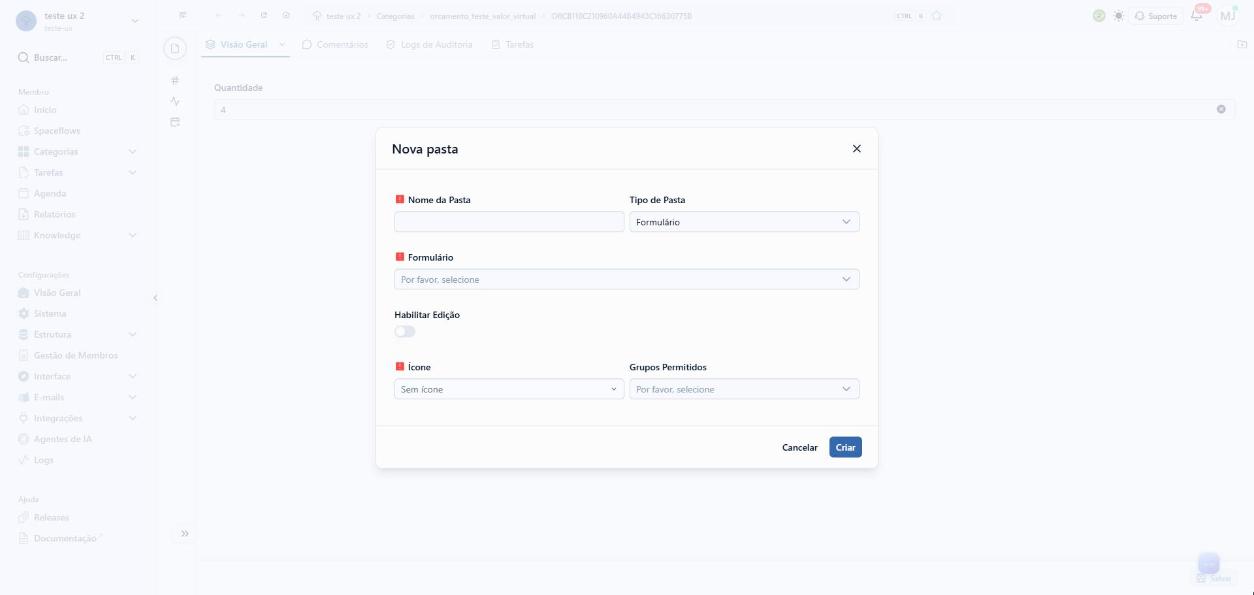 teste ux 2
teste-ux
teste ux 2 > Categorias > orcamento_teste_valor_virtual >
CTRL K
99+
Suporte
MJ
Buscar...
CTRL K
Visão Geral
Comentários
Logs de Auditoria
Tarefas
Membro
Início
Spaceflows
Categorias
Tarefas
Agenda
Relatórios
Knowledge
Configurações
Visão Geral
Sistema
Estrutura
Gestão de Membros
Interface
E-mails
Integrações
Agentes de IA
Logs
Ajuda
Releases
Documentação
Quantidade
4
Nova pasta
Nome da Pasta
Tipo de Pasta
Formulário
Formulário
Por favor, selecione
Habilitar Edição
Ícone
Grupos Permitidos
Sem ícone
Por favor, selecione
Cancelar
Criar
Salvar